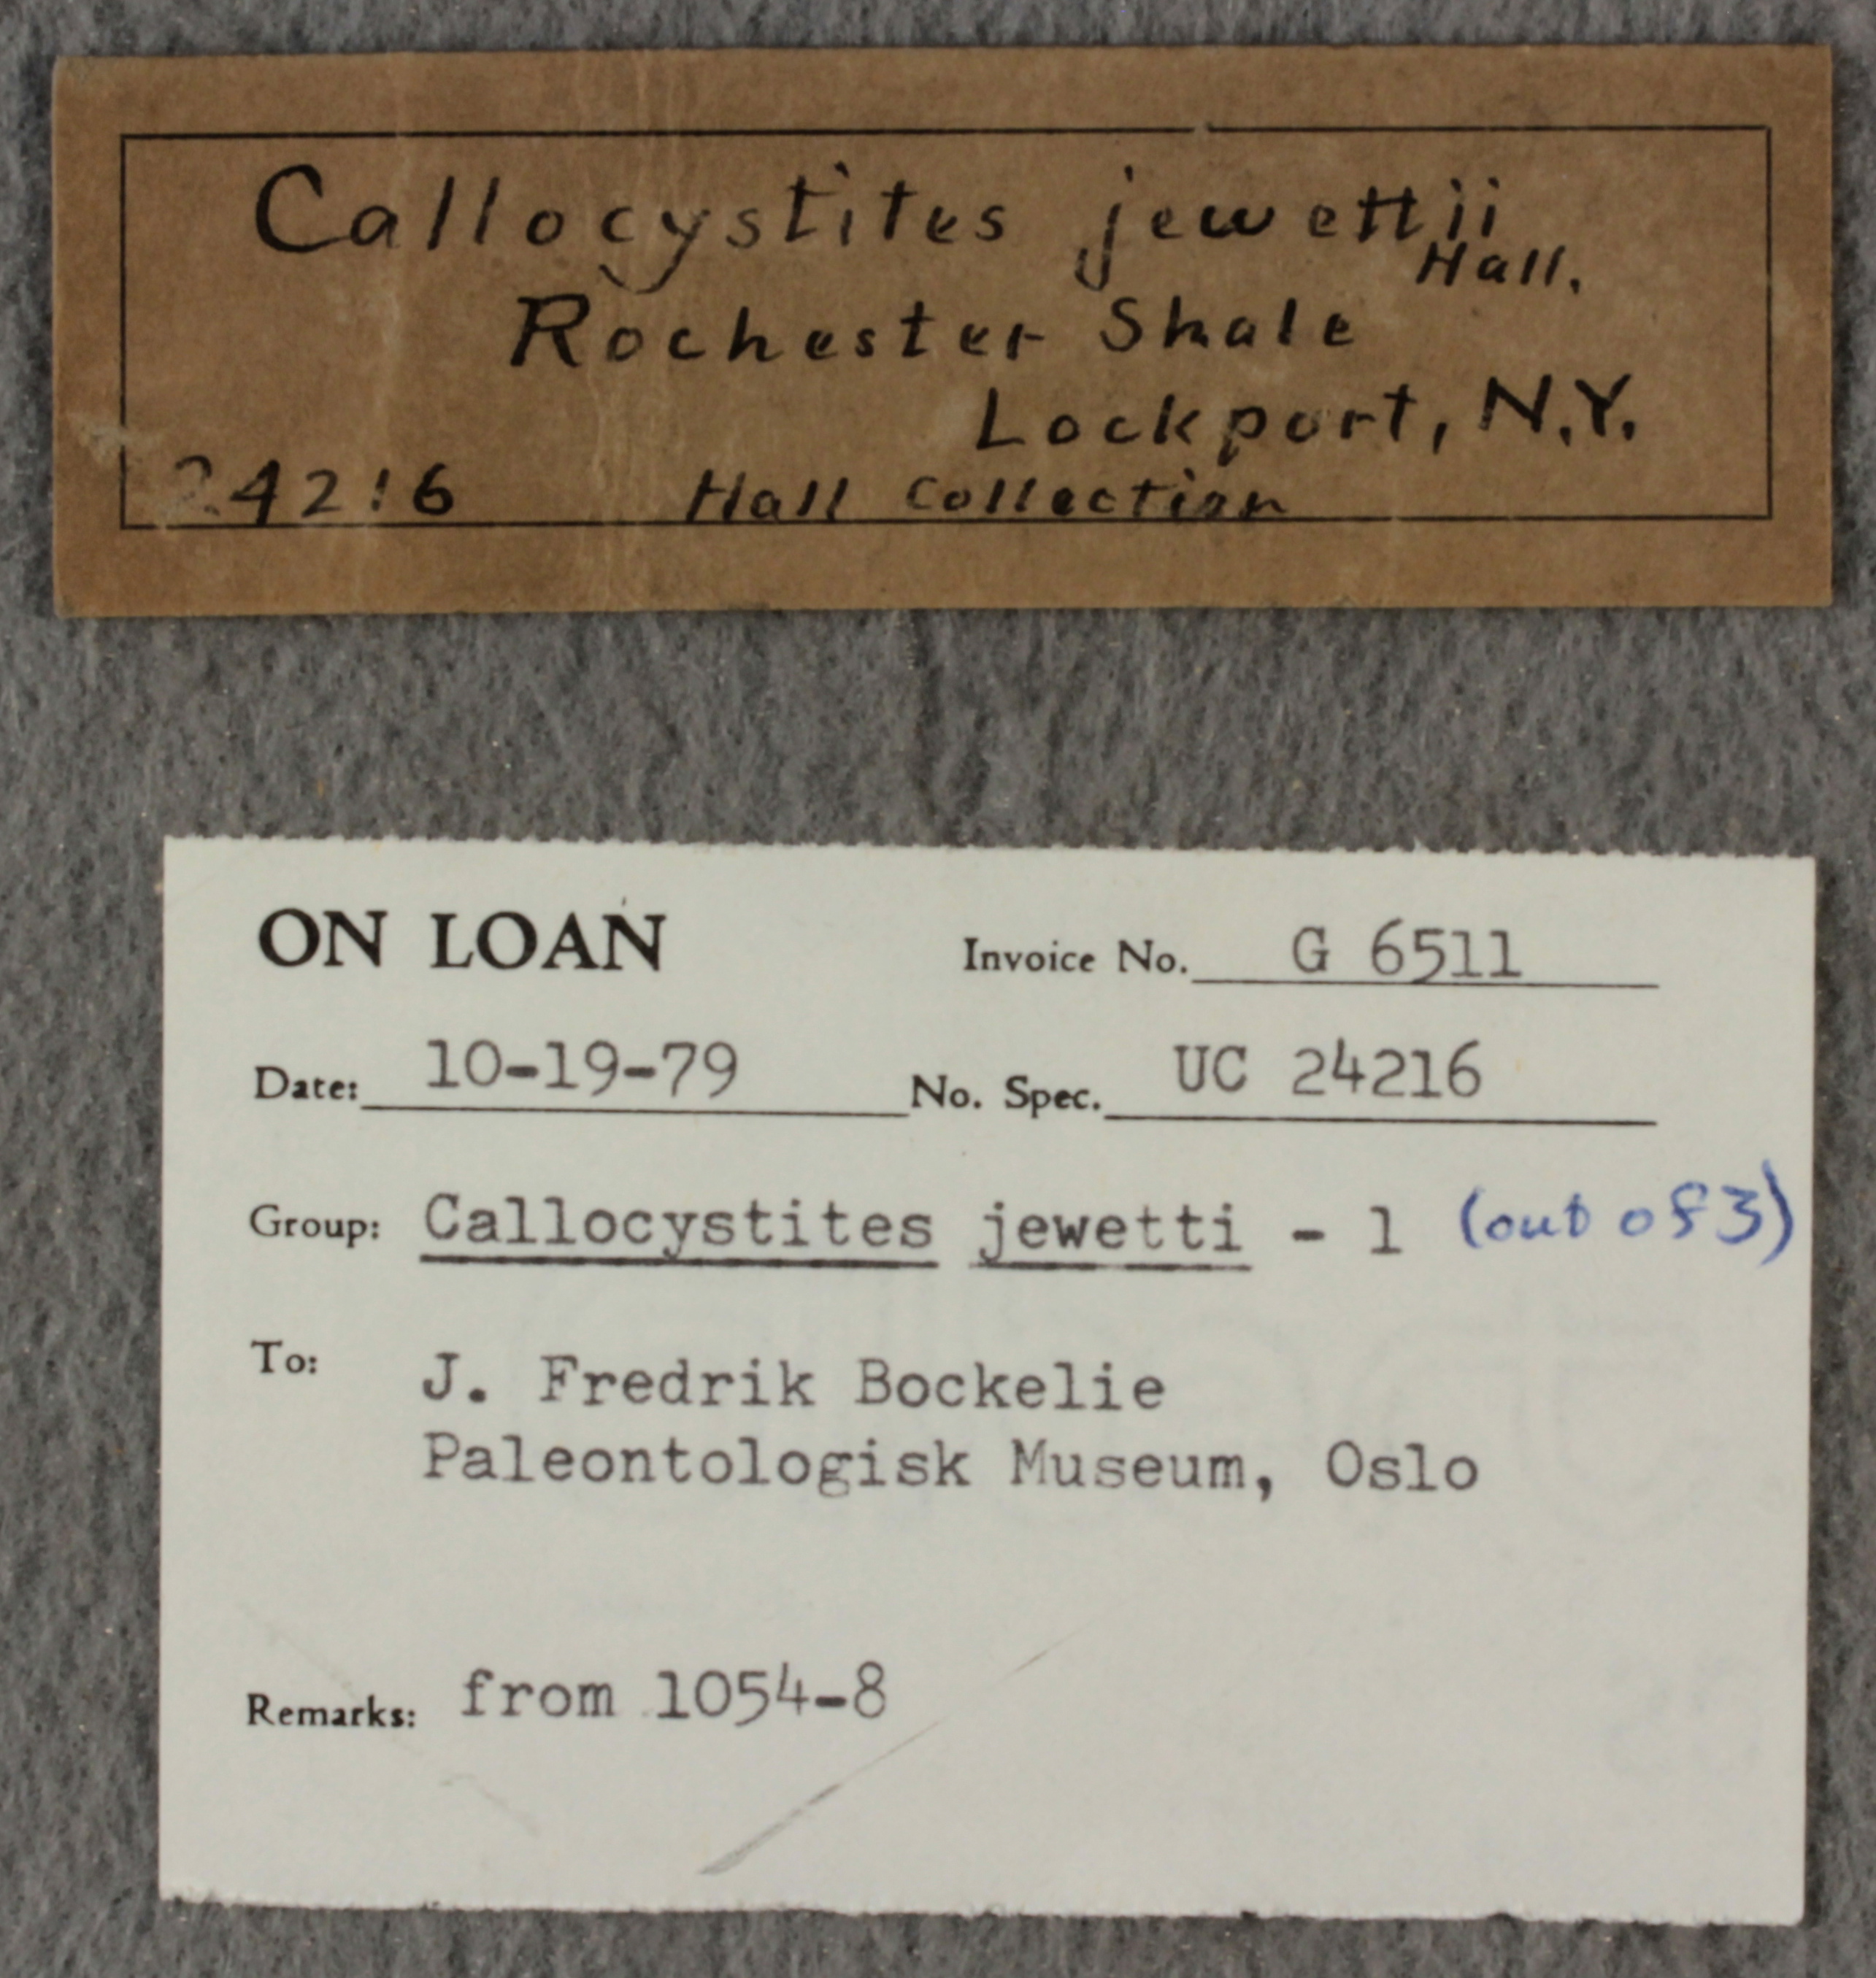 Callocystites jewettii
Hall.
Rochester Shale
Lockport, N.Y.
24216 Hall Collection
ON LOAN Invoice No. G 6511
Date: 10-19-79 No. Spec. UC 24216
Group: Callocystites jewetti - 1 (out of 3)
To: J. Fredrik Bockelie
Paleontologisk Museum, Oslo
Remarks: from 1054-8